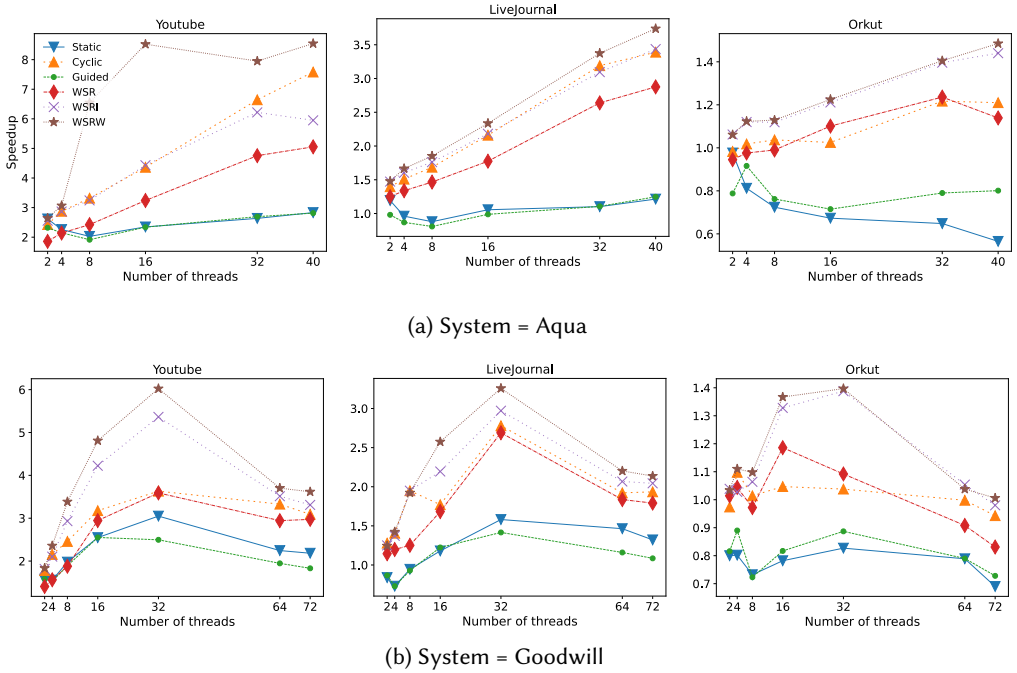 Youtube
LiveJournal
Orkut
Speedup
8
7
6
5
4
3
2
Static
Cyclic
Guided
WSR
WSRI
WSRW
2 4 8 16 32 40
Number of threads
3.5
3.0
2.5
2.0
1.5
1.0
2 4 8 16 32 40
Number of threads
1.4
1.2
1.0
0.8
0.6
2 4 8 16 32 40
Number of threads
(a) System = Aqua
Youtube
LiveJournal
Orkut
6
5
4
3
2
2 4 8 16 32 64 72
Number of threads
3.0
2.5
2.0
1.5
1.0
2 4 8 16 32 64 72
Number of threads
1.4
1.3
1.2
1.1
1.0
0.9
0.8
0.7
2 4 8 16 32 64 72
Number of threads
(b) System = Goodwill